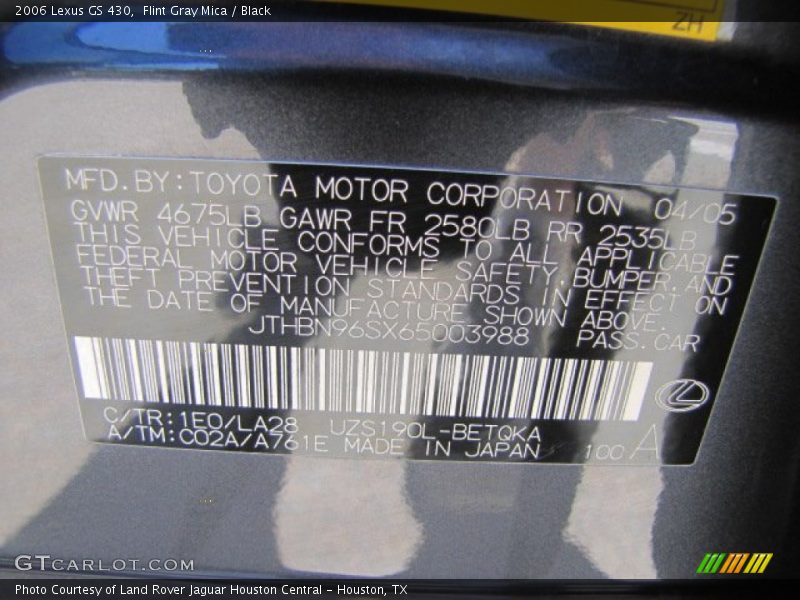 2006 Lexus GS 430,  Flint Gray Mica / Black
ZH
MFD.BY:TOYOTA MOTOR CORPORATION 04/05
GVWR 4675LB GAWR FR 2580LB RR 2535LB
THIS VEHICLE CONFORMS TO ALL APPLICABLE
FEDERAL MOTOR VEHICLE SAFETY,BUMPER,AND
THEFT PREVENTION STANDARDS IN EFFECT ON
THE DATE OF MANUFACTURE SHOWN ABOVE.
JTHBN96SX65003988 PASS.CAR
C/TR:1E0/LA28 UZS190L-BETQKA
A/TM:C02A/A761E MADE IN JAPAN 100 A
GTCARLOT.COM
Photo Courtesy of Land Rover Jaguar Houston Central - Houston, TX